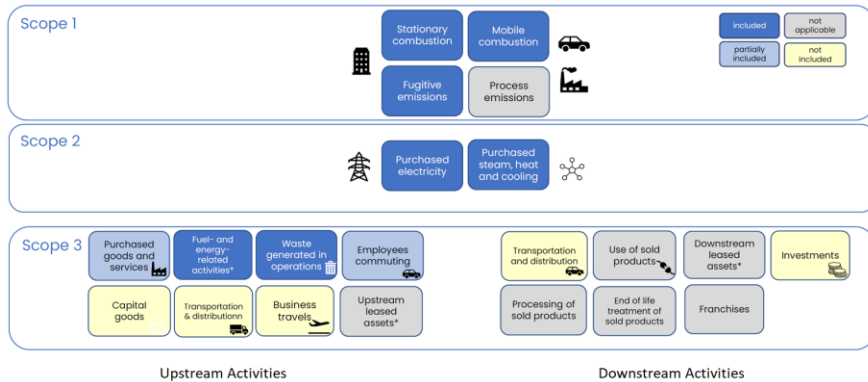 Scope 1
Stationary
combustion
Mobile
combustion
Fugitive
emissions
Process
emissions
included
not
applicable
partially
included
not
included
Scope 2
Purchased
electricity
Purchased
steam, heat
and cooling
Scope 3
Purchased
goods and
services
Fuel- and
energy-
related
activities*
Waste
generated in
operations
Employees
commuting
Capital
goods
Transportation
& distributionn
Business
travels
Upstream
leased
assets*
Transportation
and distribution
Use of sold
products
Downstream
leased
assets*
Investments
Processing of
sold products
End of life
treatment of
sold products
Franchises
Upstream Activities
Downstream Activities